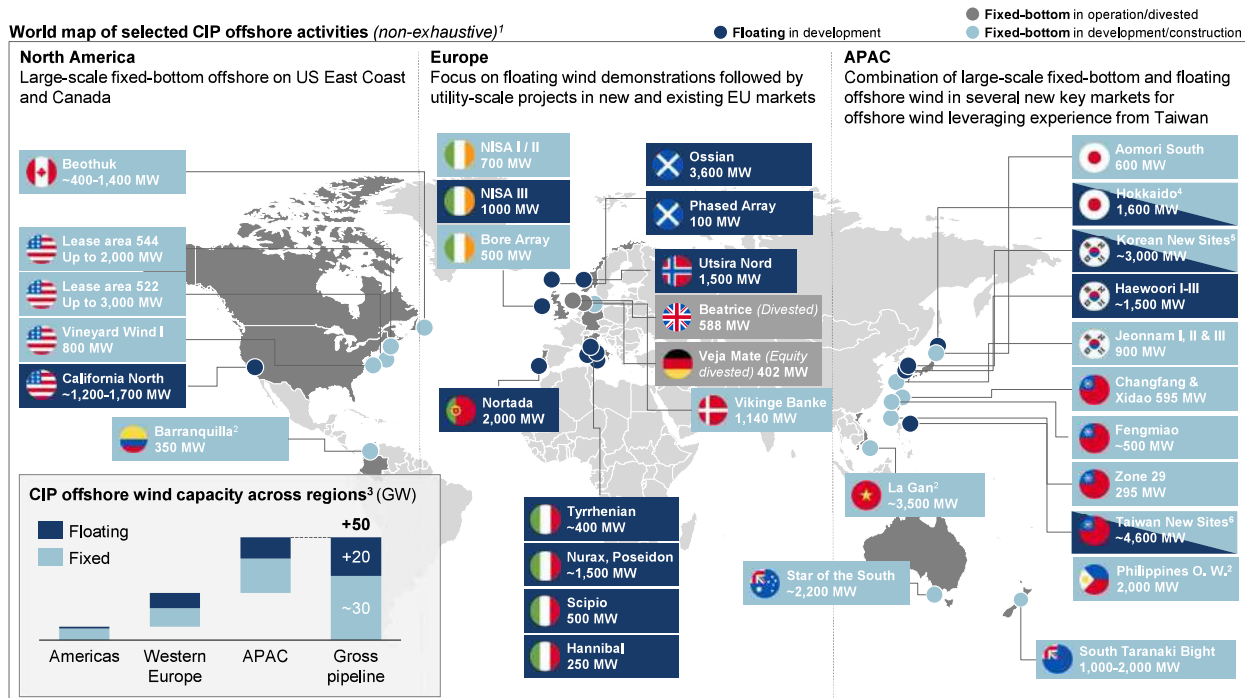 World map of selected CIP offshore activities (non-exhaustive)1
Floating in development
Fixed-bottom in operation/divested
Fixed-bottom in development/construction
North America
Large-scale fixed-bottom offshore on US East Coast
and Canada
Beothuk
~400-1,400 MW
Lease area 544
Up to 2,000 MW
Lease area 522
Up to 3,000 MW
Vineyard Wind I
800 MW
California North
~1,200-1,700 MW
Barranquilla2
350 MW
CIP offshore wind capacity across regions3 (GW)
Floating
Fixed
+50
+20
~30
Americas
Western
Europe
APAC
Gross
pipeline
Europe
Focus on floating wind demonstrations followed by
utility-scale projects in new and existing EU markets
NISA I / II
700 MW
NISA III
1000 MW
Bore Array
500 MW
Ossian
3,600 MW
Phased Array
100 MW
Utsira Nord
1,500 MW
Beatrice (Divested)
588 MW
Veja Mate (Equity
divested) 402 MW
Vikinge Banke
1,140 MW
Nortada
2,000 MW
Tyrrhenian
~400 MW
Nurax, Poseidon
~1,500 MW
Scipio
500 MW
Hannibal
250 MW
APAC
Combination of large-scale fixed-bottom and floating
offshore wind in several new key markets for
offshore wind leveraging experience from Taiwan
Aomori South
600 MW
Hokkaido4
1,600 MW
Korean New Sites5
~3,000 MW
Haewoori I-III
~1,500 MW
Jeonnam I, II & III
900 MW
Changfang &
Xidao 595 MW
Fengmiao
~500 MW
Zone 29
295 MW
Taiwan New Sites6
~4,600 MW
Philippines O. W.2
2,000 MW
La Gan2
~3,500 MW
Star of the South
~2,200 MW
South Taranaki Bight
1,000-2,000 MW